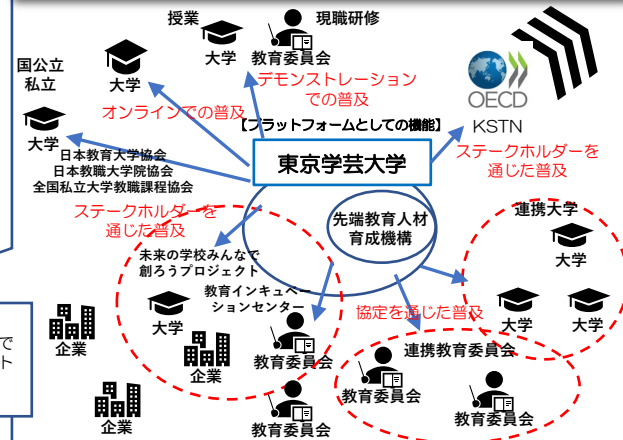 授業
現職研修
国公立
私立
大学
大学
教育委員会
大学
オンラインでの普及
デモンストレーション
での普及
OECD
KSTN
【プラットフォームとしての機能】
東京学芸大学
日本教育大学協会
日本教職大学院協会
全国私立大学教職課程協会
ステークホルダーを
通じた普及
ステークホルダーを
通じた普及
先端教育人材
育成機構
連携大学
大学
大学
大学
未来の学校みんなで
創ろうプロジェクト
教育インキュベー
ションセンター
大学
企業
教育委員会
協定を通じた普及
連携教育委員会
教育委員会
教育委員会
企業
企業
教育委員会
で
ト